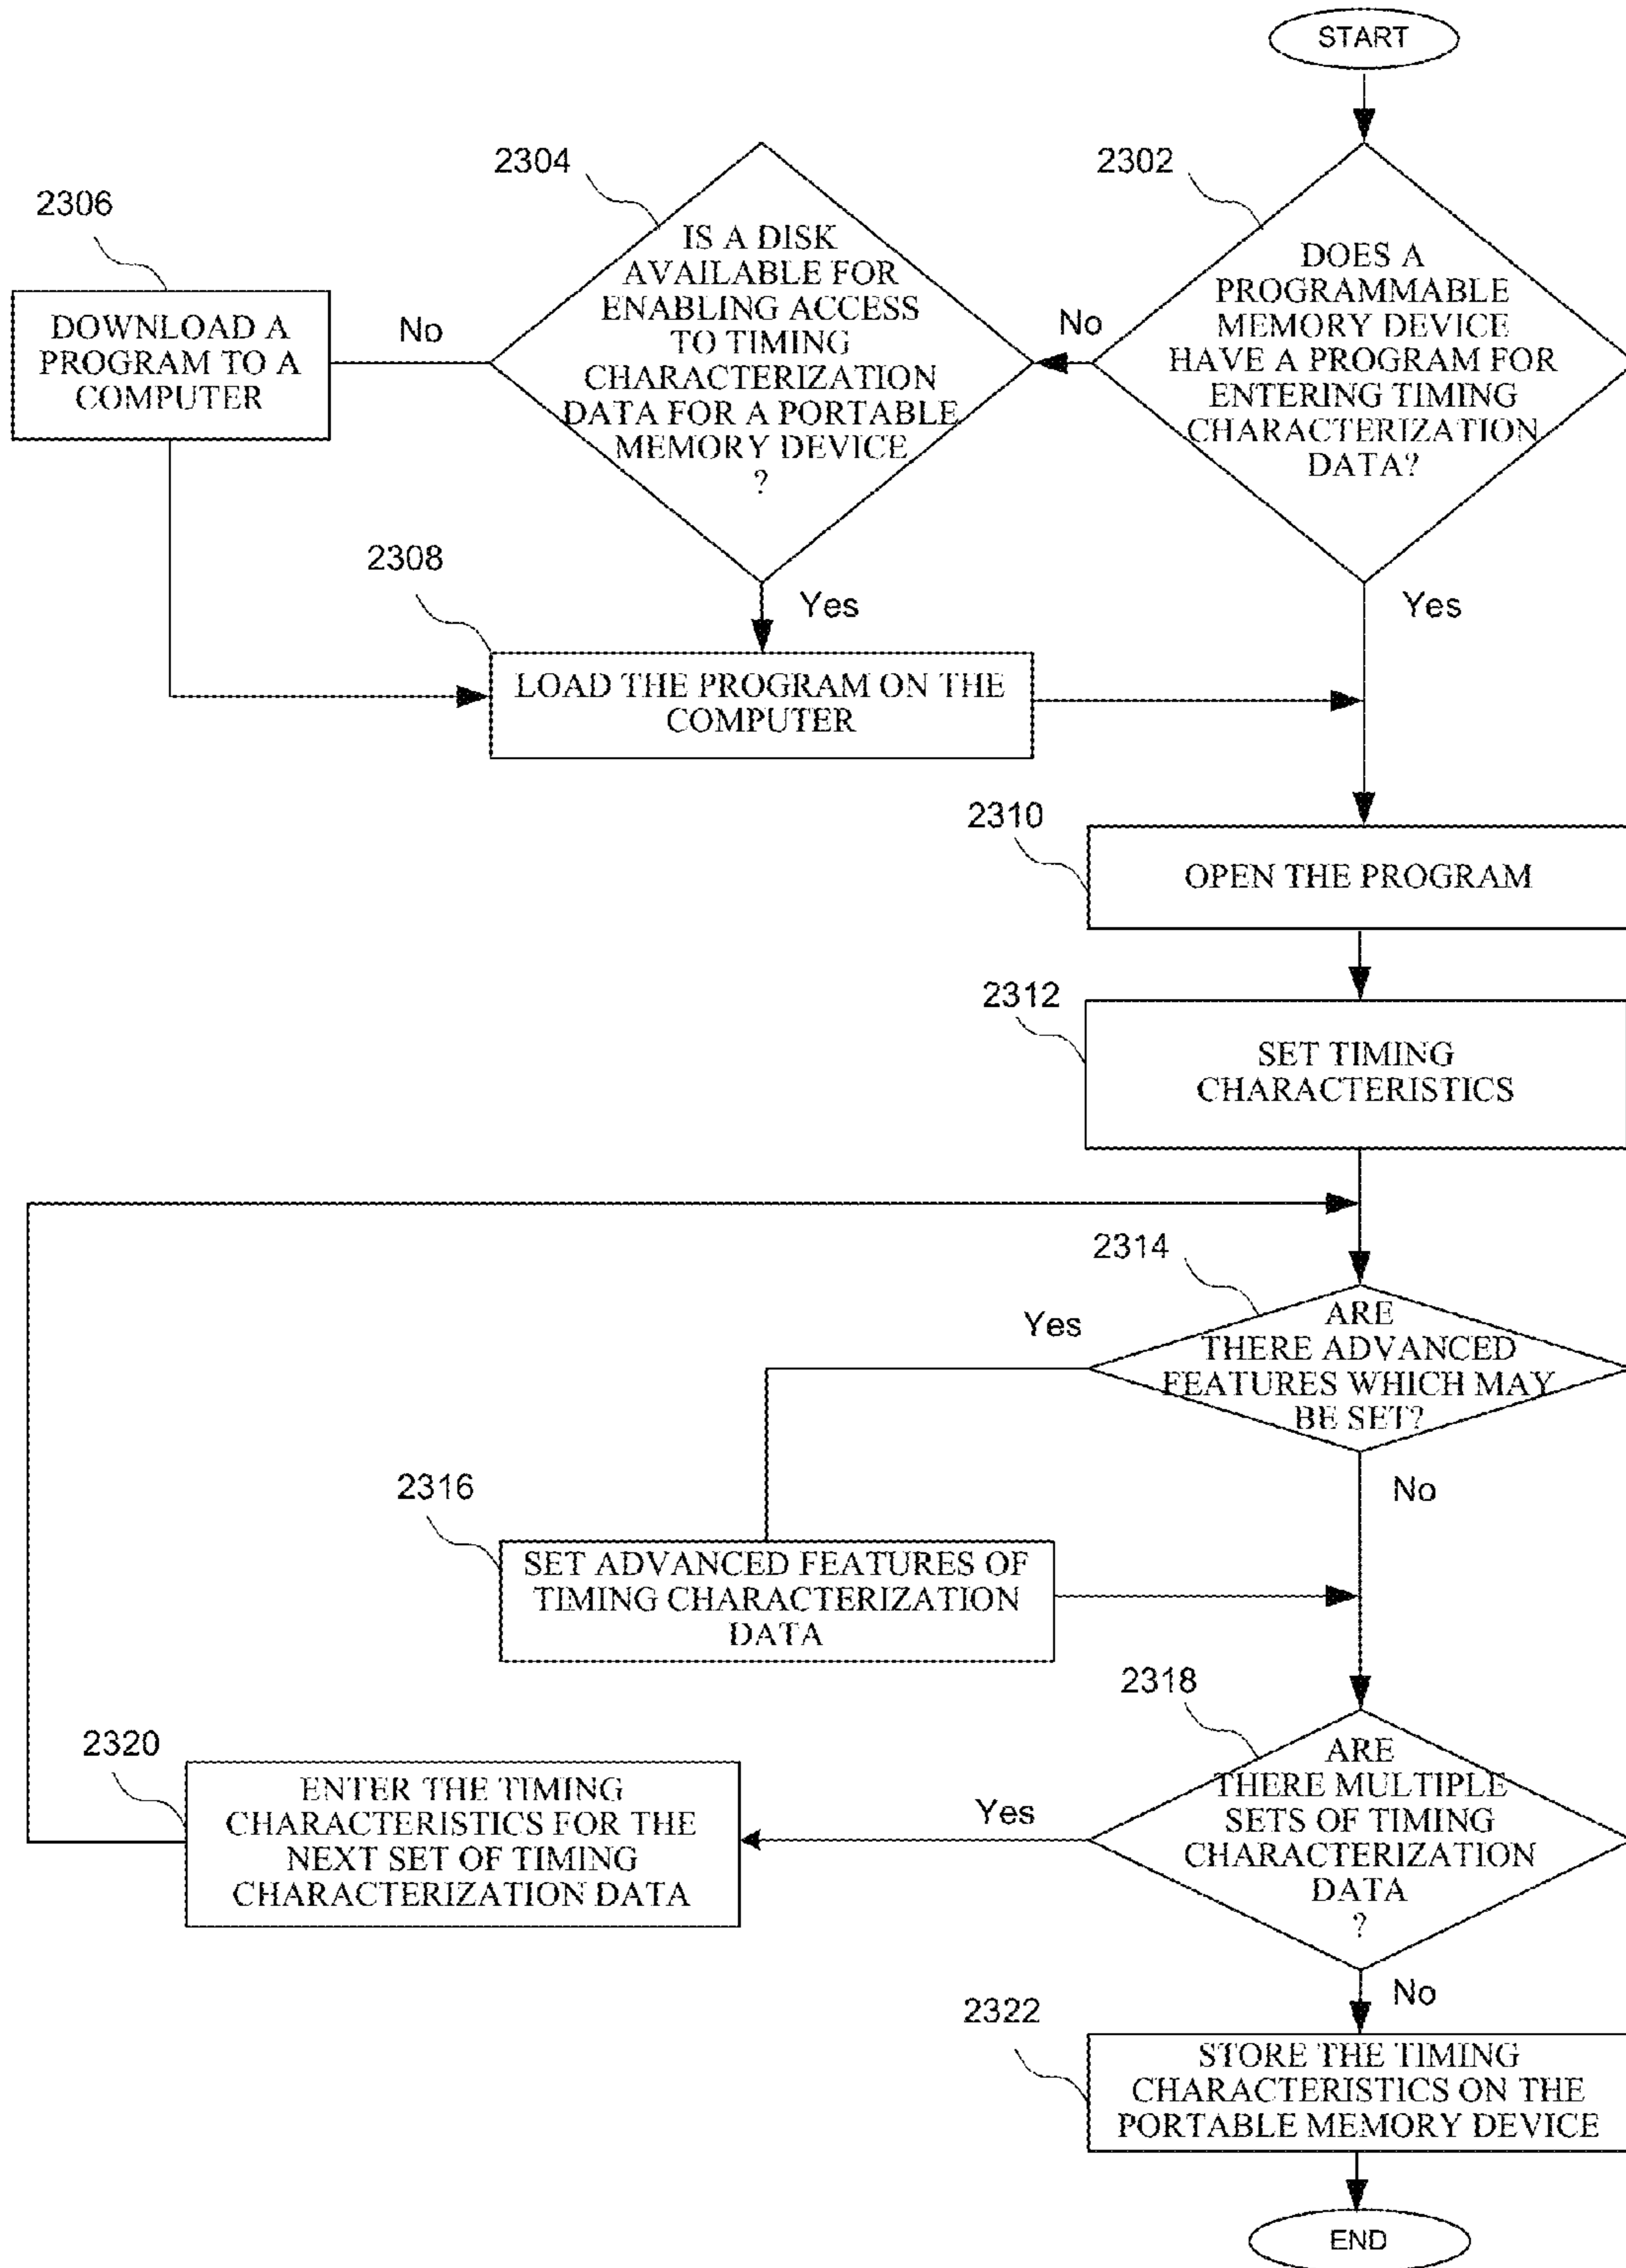 START
2302
DOES A
PROGRAMMABLE
MEMORY DEVICE
HAVE A PROGRAM FOR
ENTERING TIMING
CHARACTERIZATION
DATA?
No
Yes
2304
IS A DISK
AVAILABLE FOR
ENABLING ACCESS
TO TIMING
CHARACTERIZATION
DATA FOR A PORTABLE
MEMORY DEVICE
?
No
Yes
2306
DOWNLOAD A
PROGRAM TO A
COMPUTER
2308
LOAD THE PROGRAM ON THE
COMPUTER
2310
OPEN THE PROGRAM
2312
SET TIMING
CHARACTERISTICS
2314
ARE
THERE ADVANCED
FEATURES WHICH MAY
BE SET?
Yes
No
2316
SET ADVANCED FEATURES OF
TIMING CHARACTERIZATION
DATA
2318
ARE
THERE MULTIPLE
SETS OF TIMING
CHARACTERIZATION
DATA
?
Yes
No
2320
ENTER THE TIMING
CHARACTERISTICS FOR THE
NEXT SET OF TIMING
CHARACTERIZATION DATA
2322
STORE THE TIMING
CHARACTERISTICS ON THE
PORTABLE MEMORY DEVICE
END